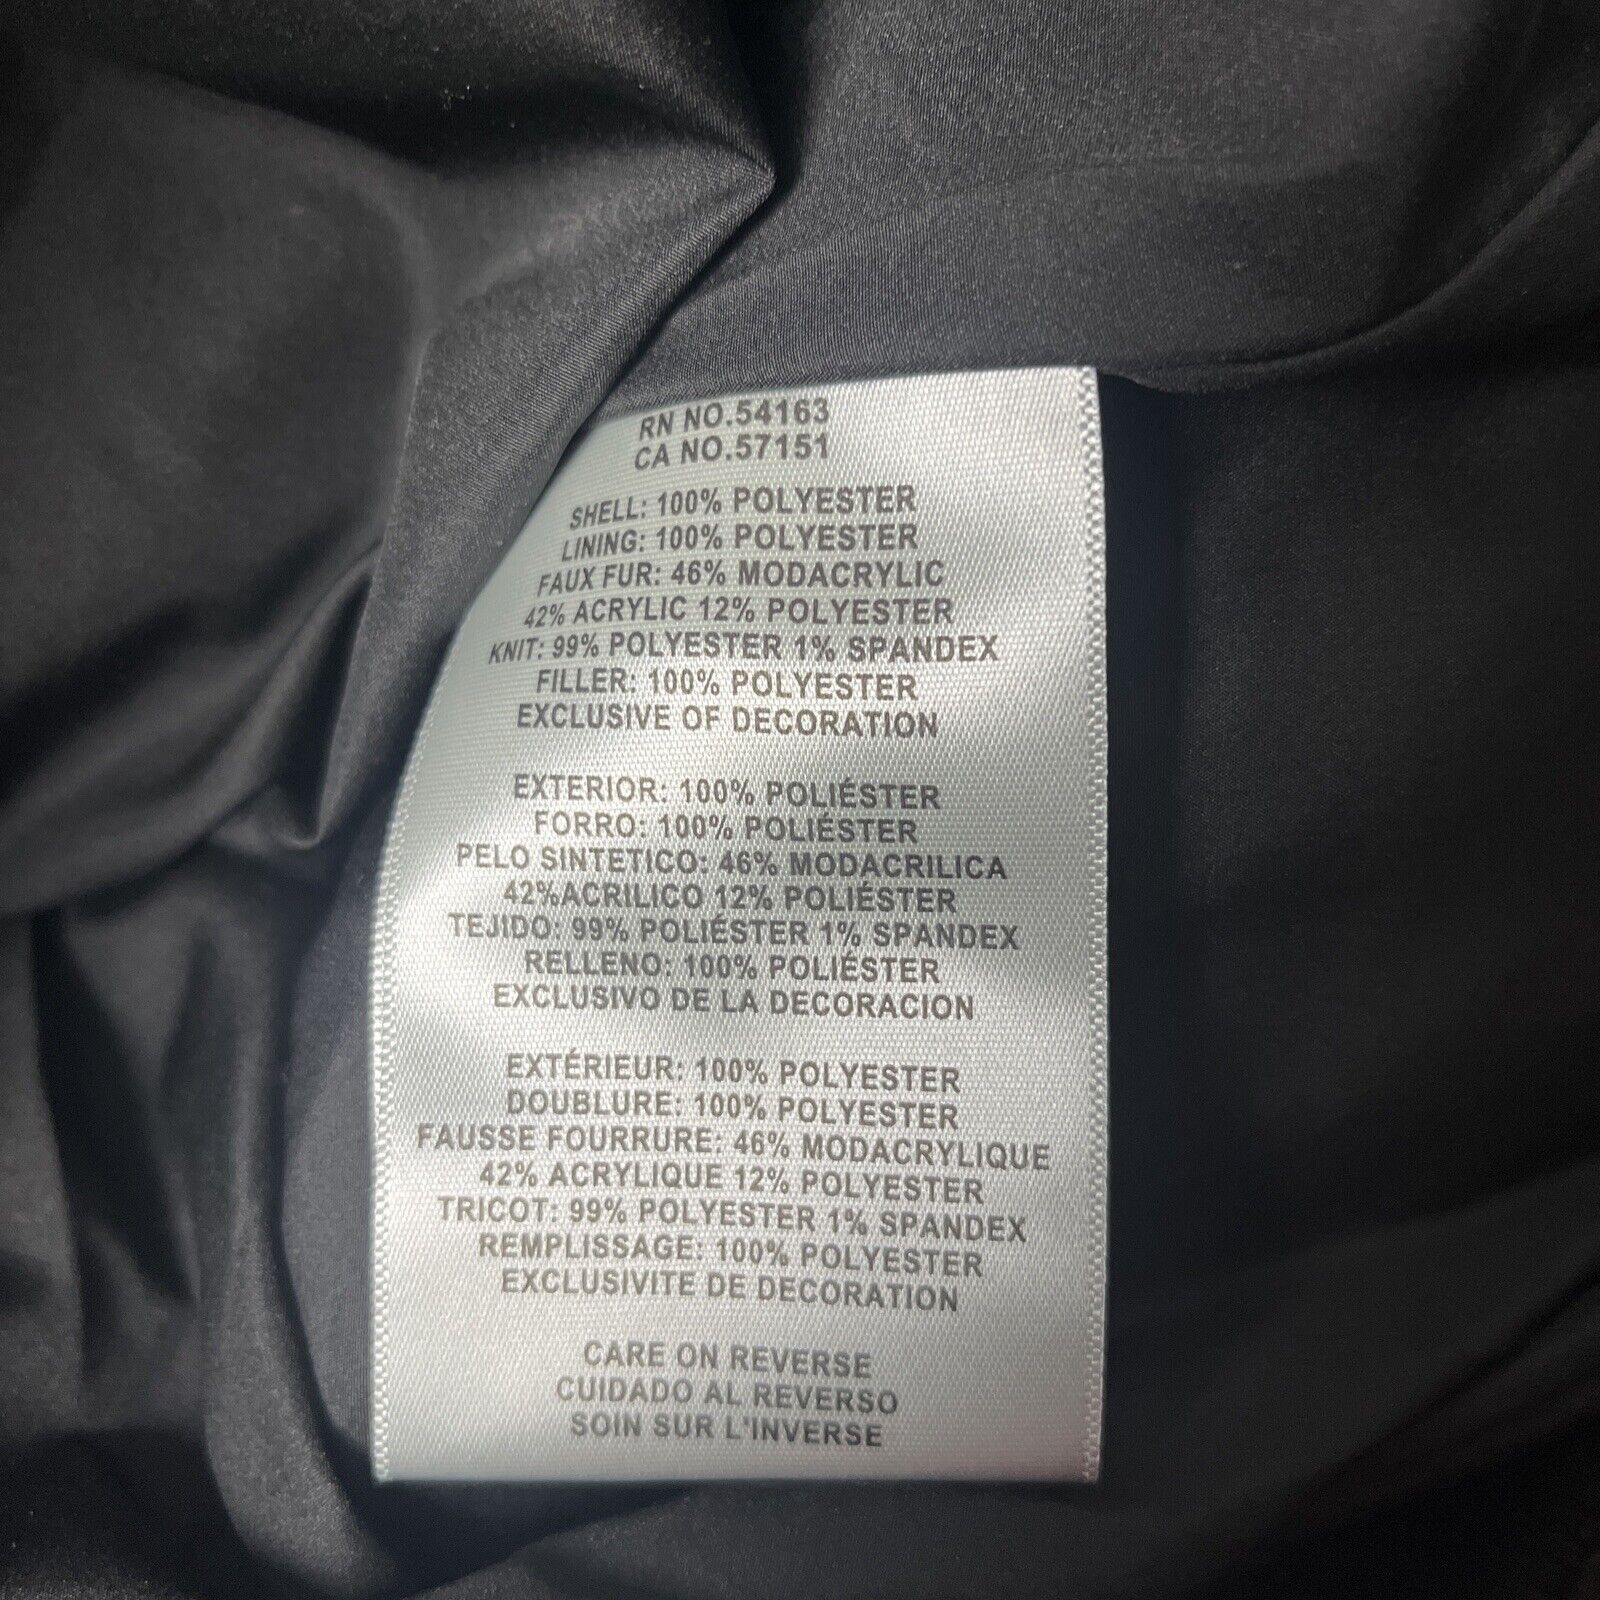 RN NO.54163
CA NO.57151
SHELL: 100% POLYESTER
LINING: 100% POLYESTER
FAUX FUR: 46% MODACRYLIC
42% ACRYLIC 12% POLYESTER
KNIT: 99% POLYESTER 1% SPANDEX
FILLER: 100% POLYESTER
EXCLUSIVE OF DECORATION
EXTERIOR: 100% POLIÉSTER
FORRO: 100% POLIÉSTER
PELO SINTETICO: 46% MODACRILICA
42%ACRILICO 12% POLIÉSTER
TEJIDO: 99% POLIÉSTER 1% SPANDEX
RELLENO: 100% POLIÉSTER
EXCLUSIVO DE LA DECORACION
EXTÉRIEUR: 100% POLYESTER
DOUBLURE: 100% POLYESTER
FAUSSE FOURRURE: 46% MODACRYLIQUE
42% ACRYLIQUE 12% POLYESTER
TRICOT: 99% POLYESTER 1% SPANDEX
REMPLISSAGE: 100% POLYESTER
EXCLUSIVITE DE DECORATION
CARE ON REVERSE
CUIDADO AL REVERSO
SOIN SUR L'INVERSE